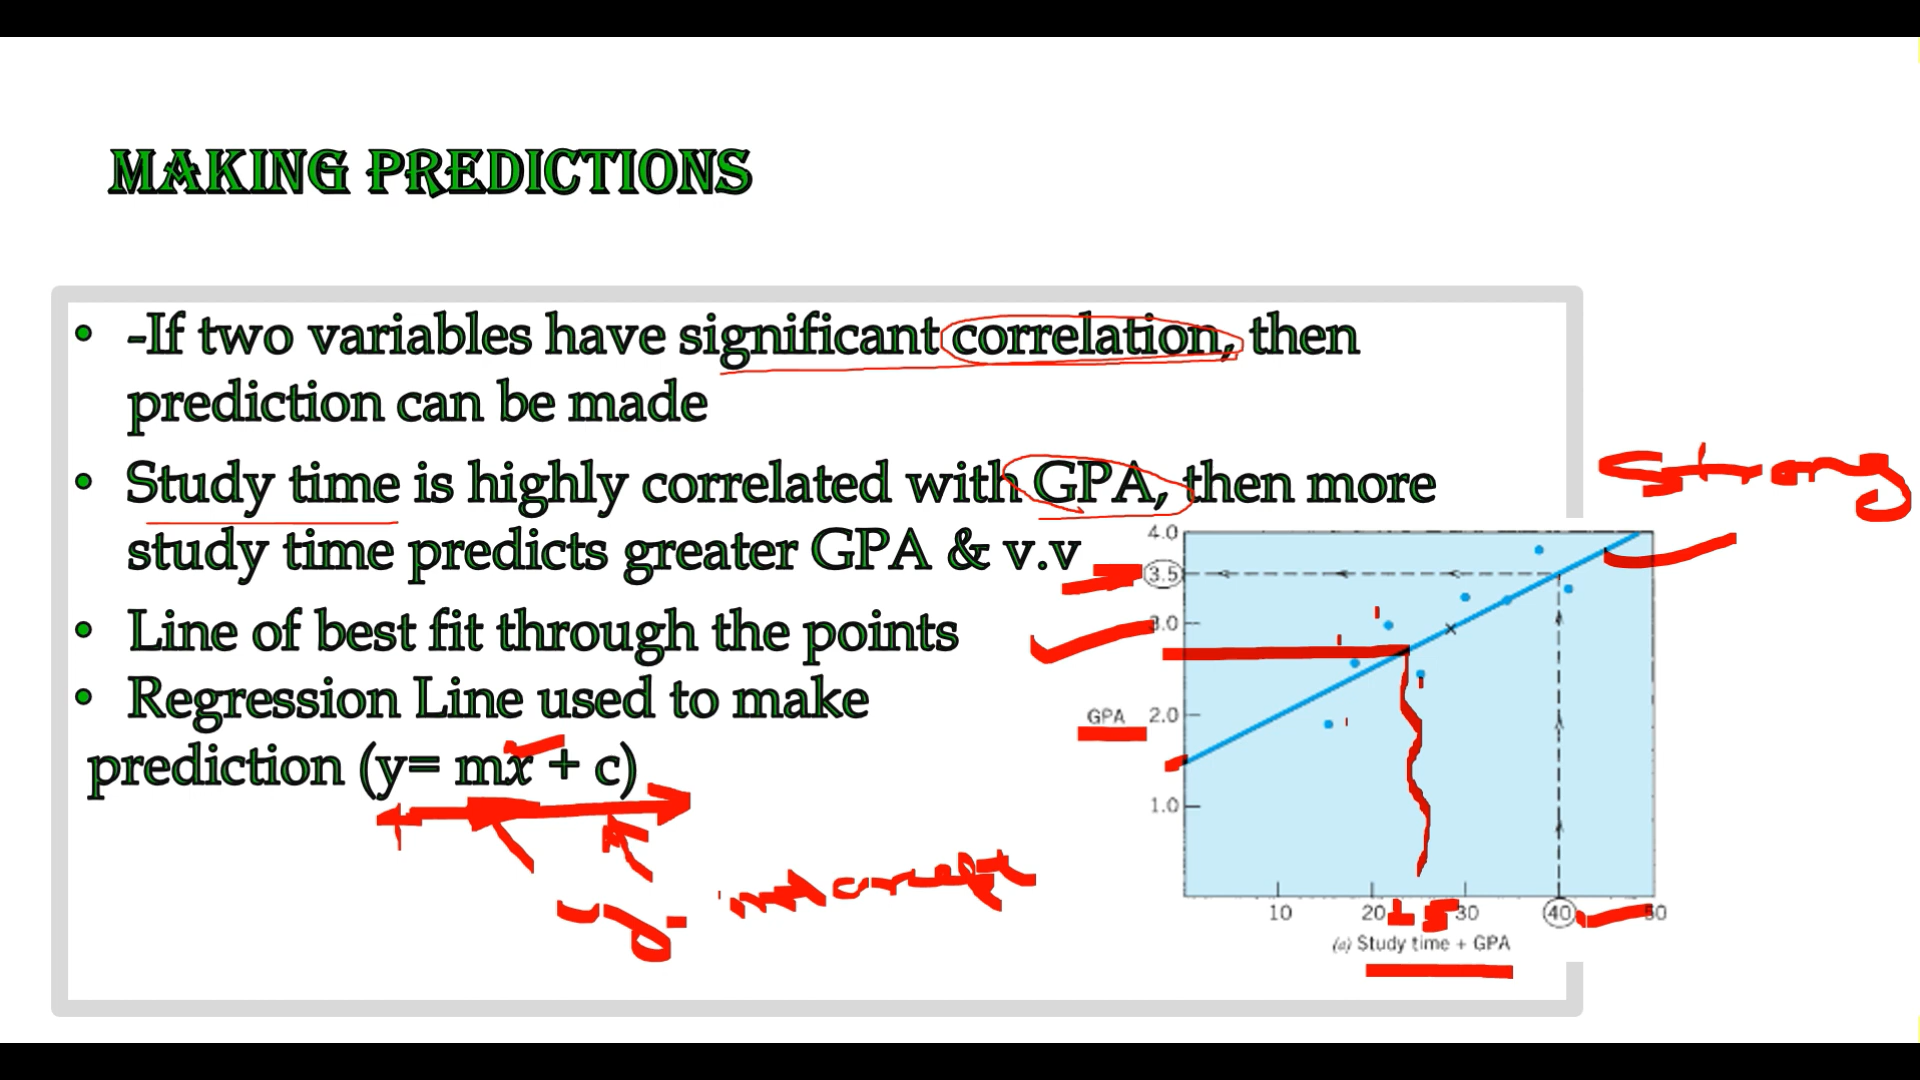 MAKING PREDICTIONS
• -If two variables have significant correlation, then
prediction can be made
• Study time is highly correlated with GPA, then more
study time predicts greater GPA & v.v
• Line of best fit through the points
• Regression Line used to make
prediction (y= mx + c)
Strong
4.0
3.5
3.0
GPA 2.0
1.0
10 20 30 40 50
(a) Study time + GPA